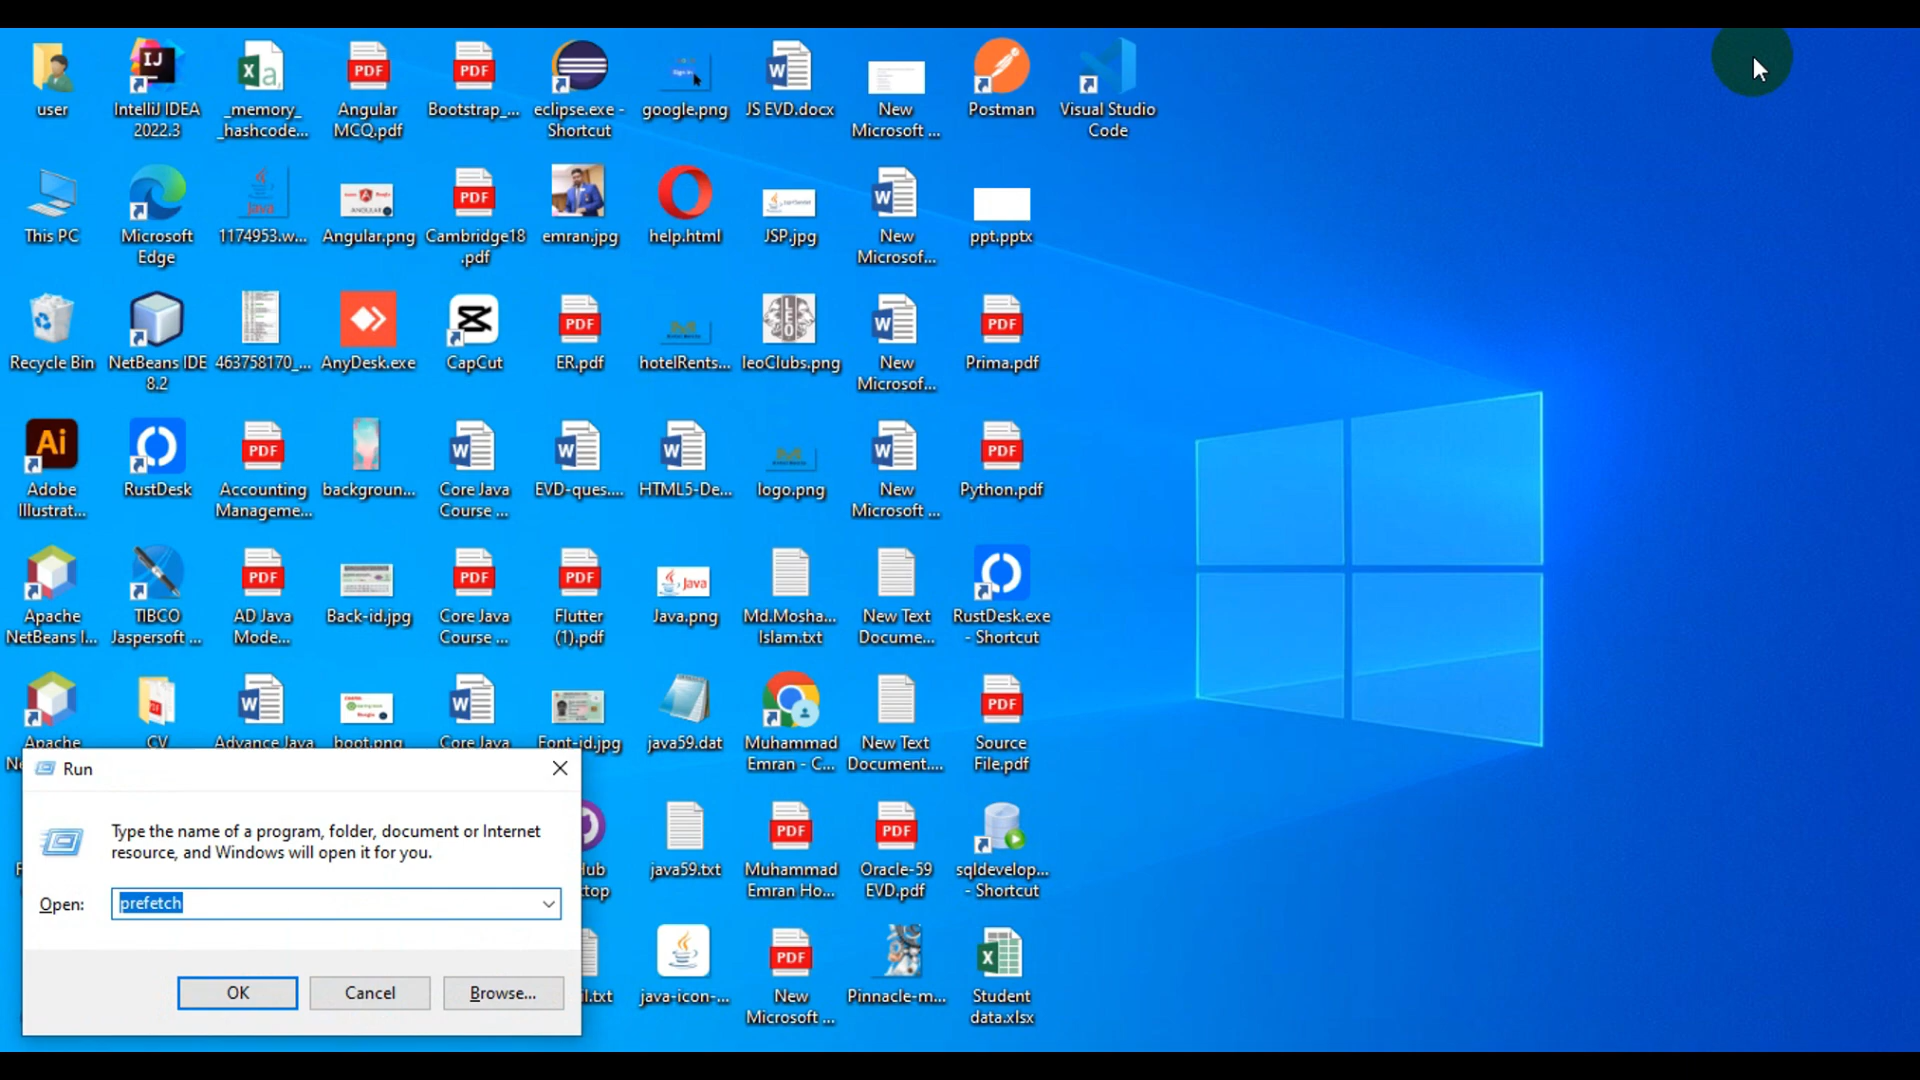 user
IntelliJ IDEA
2022.3
_memory_
_hashcode...
Angular
MCQ.pdf
Bootstrap_...
eclipse.exe -
Shortcut
google.png
JS EVD.docx
New
Microsoft ...
Postman
Visual Studio
Code
This PC
Microsoft
Edge
1174953.w...
Angular.png
Cambridge18
.pdf
emran.jpg
help.html
JSP.jpg
New
Microsof...
ppt.pptx
Recycle Bin
NetBeans IDE
8.2
463758170_...
AnyDesk.exe
CapCut
ER.pdf
hotelRents...
leoClubs.png
New
Microsof...
Prima.pdf
Adobe
Illustrat...
RustDesk
Accounting
Manageme...
backgroun...
Core Java
Course ...
EVD-ques....
HTML5-De...
logo.png
New
Microsoft ...
Python.pdf
Apache
NetBeans I...
TIBCO
Jaspersoft ...
AD Java
Mode...
Back-id.jpg
Core Java
Course ...
Flutter
(1).pdf
Java.png
Md.Mosha...
Islam.txt
New Text
Docume...
RustDesk.exe
- Shortcut
Apache
Ne
CV
Advance Java
boot.png
Core Java
Font-id.jpg
java59.dat
Muhammad
Emran - C...
New Text
Document....
Source
File.pdf
java59.txt
Muhammad
Emran Ho...
Oracle-59
EVD.pdf
sqldevelop...
- Shortcut
java-icon-...
New
Microsoft ...
Pinnacle-m...
Student
data.xlsx
Run
Type the name of a program, folder, document or Internet
resource, and Windows will open it for you.
Open:
prefetch
OK
Cancel
Browse...